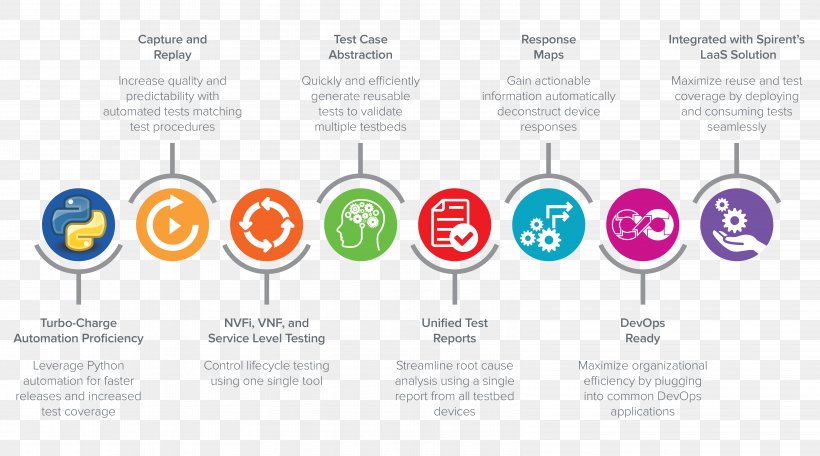 Capture and
Replay
Increase quality and
predictability with
automated tests matching
test procedures
Test Case
Abstraction
Quickly and efficiently
generate reusable
tests to validate
multiple testbeds
Response
Maps
Gain actionable
information automatically
deconstruct device
responses
Integrated with Spirent's
LaaS Solution
Maximize reuse and test
coverage by deploying
and consuming tests
seamlessly
Turbo-Charge
Automation Proficiency
Leverage Python
automation for faster
releases and increased
test coverage
NVFi, VNF, and
Service Level Testing
Control lifecycle testing
using one single tool
Unified Test
Reports
Streamline root cause
analysis using a single
report from all testbed
devices
DevOps
Ready
Maximize organizational
efficiency by plugging
into common DevOps
applications